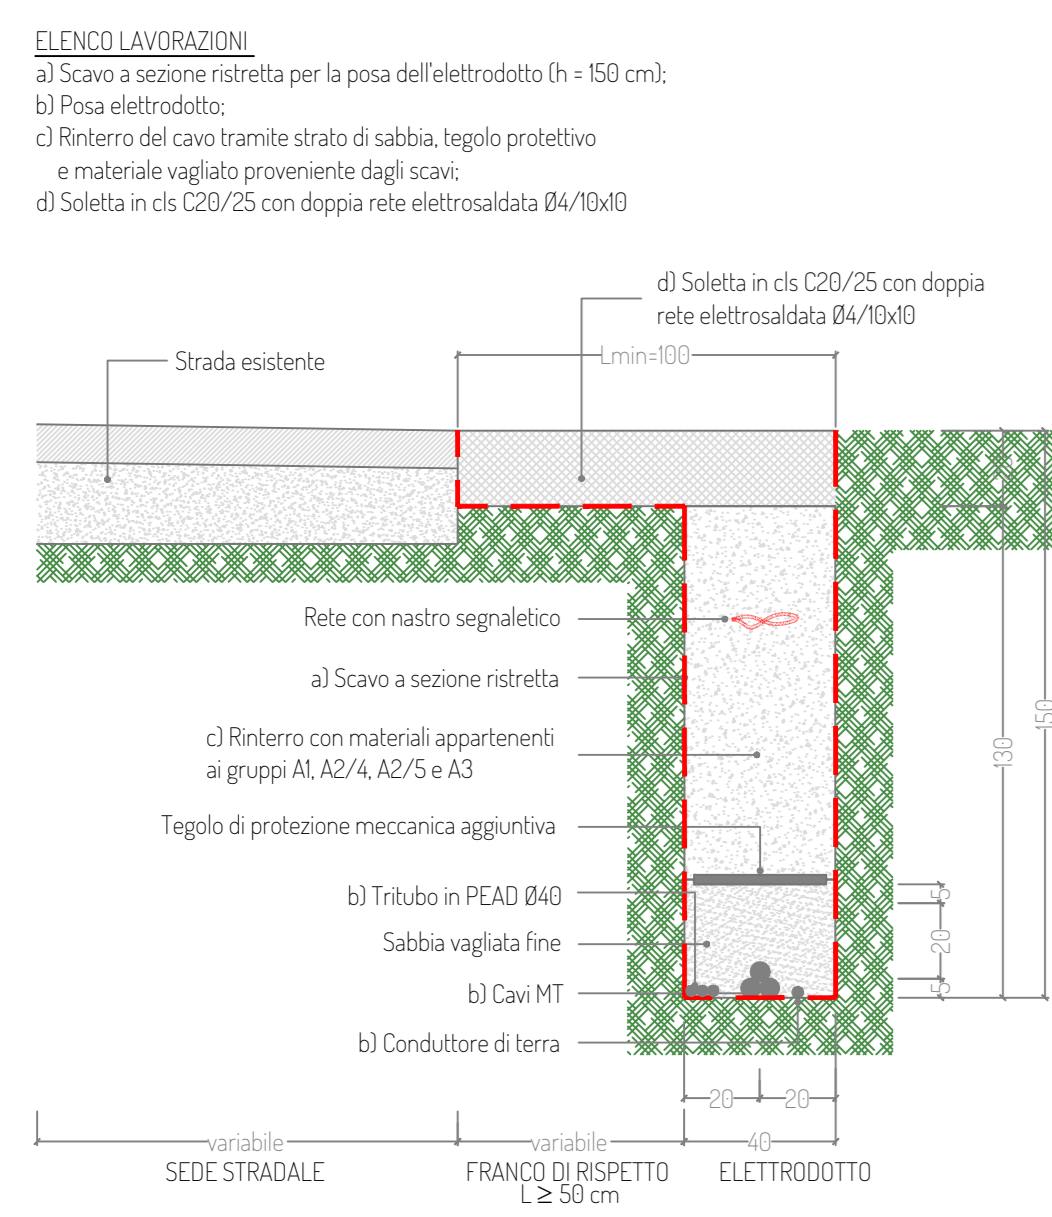 ELENCO LAVORAZIONI
a) Scavo a sezione ristretta per la posa dell'elettrodotto (h = 150 cm);
b) Posa elettrodotto;
c) Rinterro del cavo tramite strato di sabbia, tegolo protettivo
e materiale vagliato proveniente dagli scavi;
d) Soletta in cls C20/25 con doppia rete elettrosaldata Ø4/10x10
d) Soletta in cls C20/25 con doppia
rete elettrosaldata Ø4/10x10
Lmin=100
Strada esistente
Rete con nastro segnaletico
a) Scavo a sezione ristretta
c) Rinterro con materiali appartenenti
ai gruppi A1, A2/4, A2/5 e A3
Tegolo di protezione meccanica aggiuntiva
b) Tritubo in PEAD Ø40
Sabbia vagliata fine
b) Cavi MT
b) Conduttore di terra
150
130
5
20
5
20
20
variabile
variabile
40
SEDE STRADALE
FRANCO DI RISPETTO
L ≥ 50 cm
ELETTRODOTTO